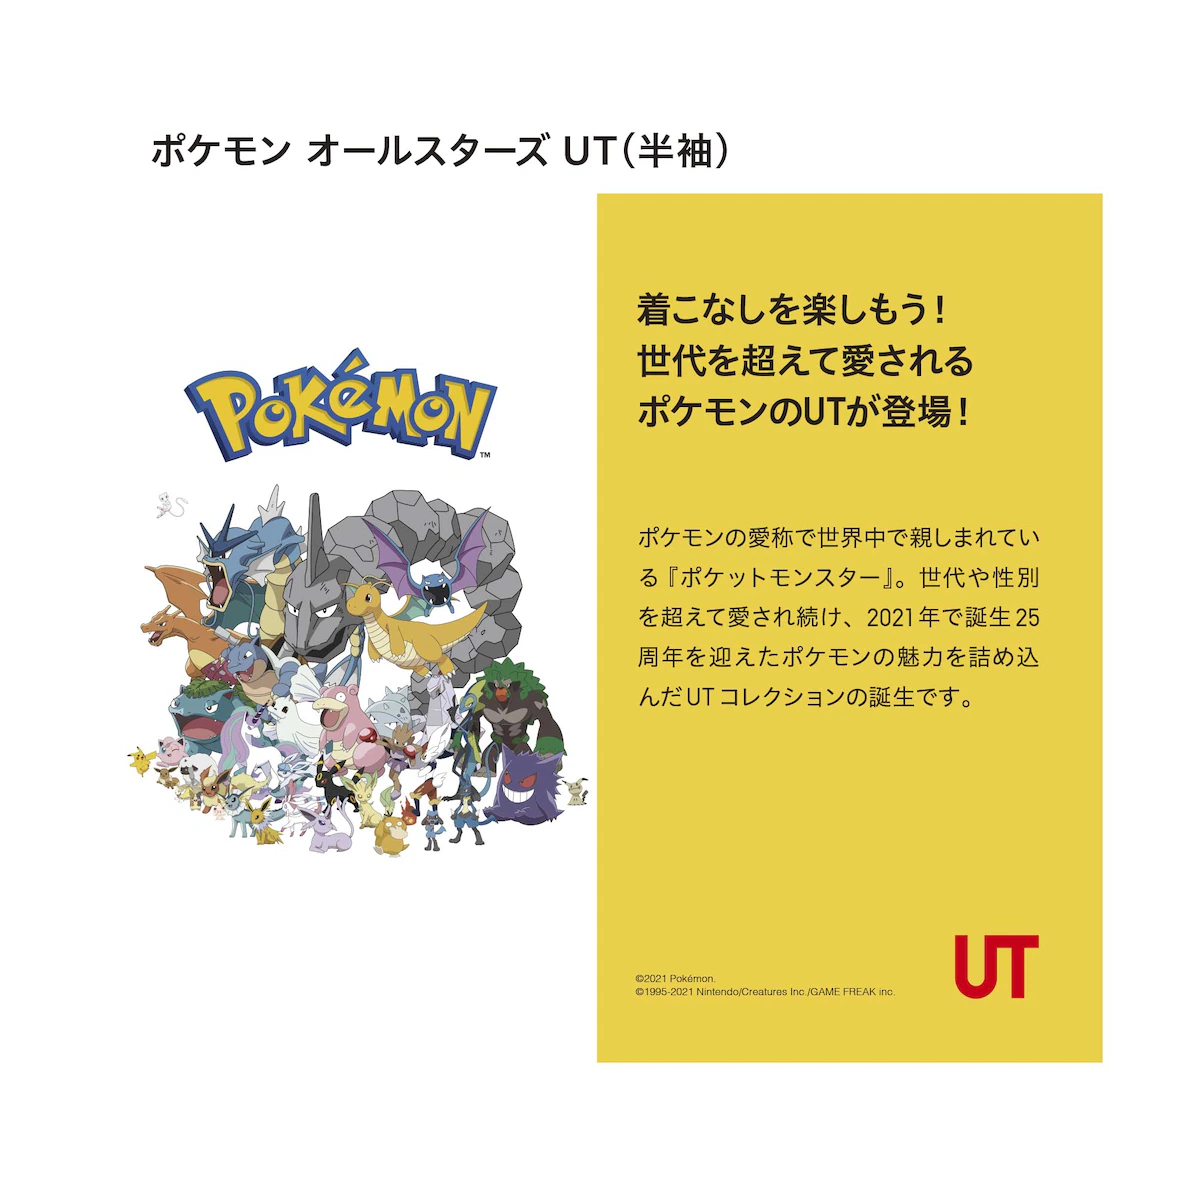 ポケモン オールスターズ UT（半袖）
POKéMON
TM
着こなしを楽しもう！
世代を超えて愛される
ポケモンのUTが登場！
ポケモンの愛称で世界中で親しまれてい
る『ポケットモンスター』。世代や性別
を超えて愛され続け、2021年で誕生25
周年を迎えたポケモンの魅力を詰め込
んだUTコレクションの誕生です。
©2021 Pokémon.
©1995-2021 Nintendo/Creatures Inc./GAME FREAK inc.
UT